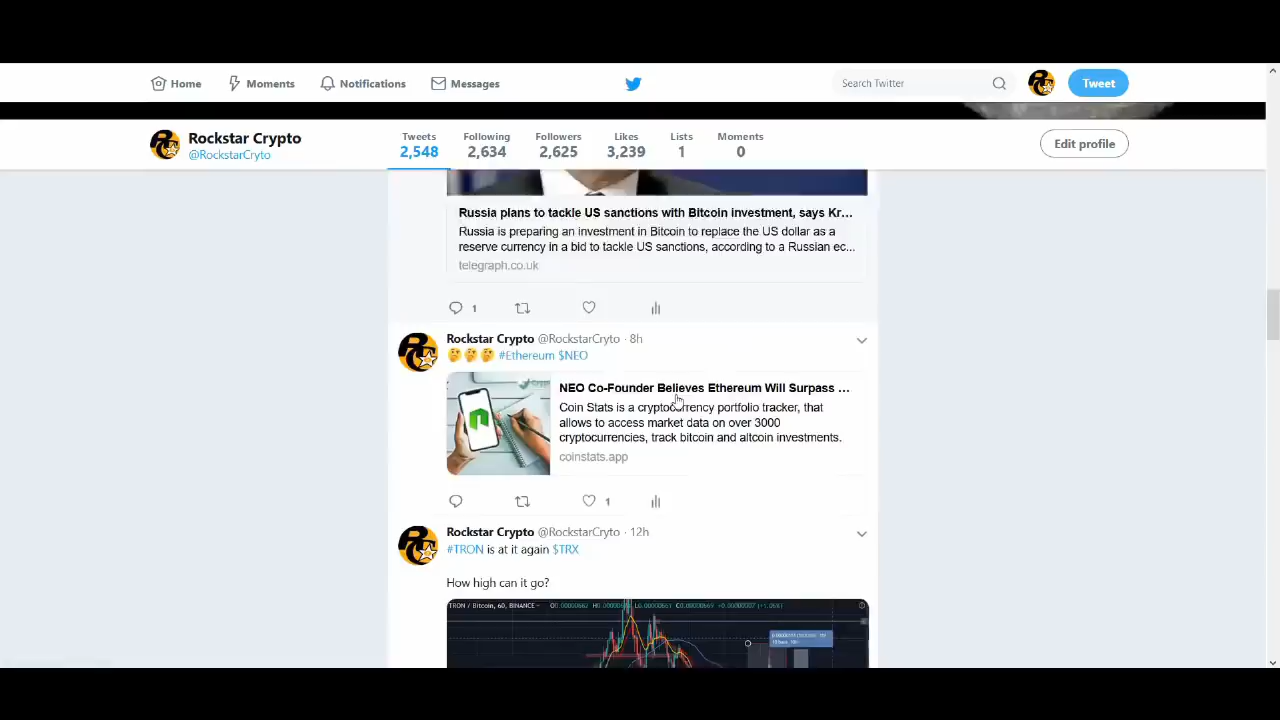 Home
Moments
Notifications
Messages
Search Twitter
Tweet
Rockstar Crypto
@RockstarCryto
Tweets
2,548
Following
2,634
Followers
2,625
Likes
3,239
Lists
1
Moments
0
Edit profile
Russia plans to tackle US sanctions with Bitcoin investment, says Kr...
Russia is preparing an investment in Bitcoin to replace the US dollar as a
reserve currency in a bid to tackle US sanctions, according to a Russian ec...
telegraph.co.uk
1
Rockstar Crypto @RockstarCryto · 8h
#Ethereum $NEO
NEO Co-Founder Believes Ethereum Will Surpass ...
Coin Stats is a cryptocurrency portfolio tracker, that
allows to access market data on over 3000
cryptocurrencies, track bitcoin and altcoin investments.
coinstats.app
1
Rockstar Crypto @RockstarCryto · 12h
#TRON is at it again $TRX
How high can it go?
TRON / Bitcoin, 60, BINANCE